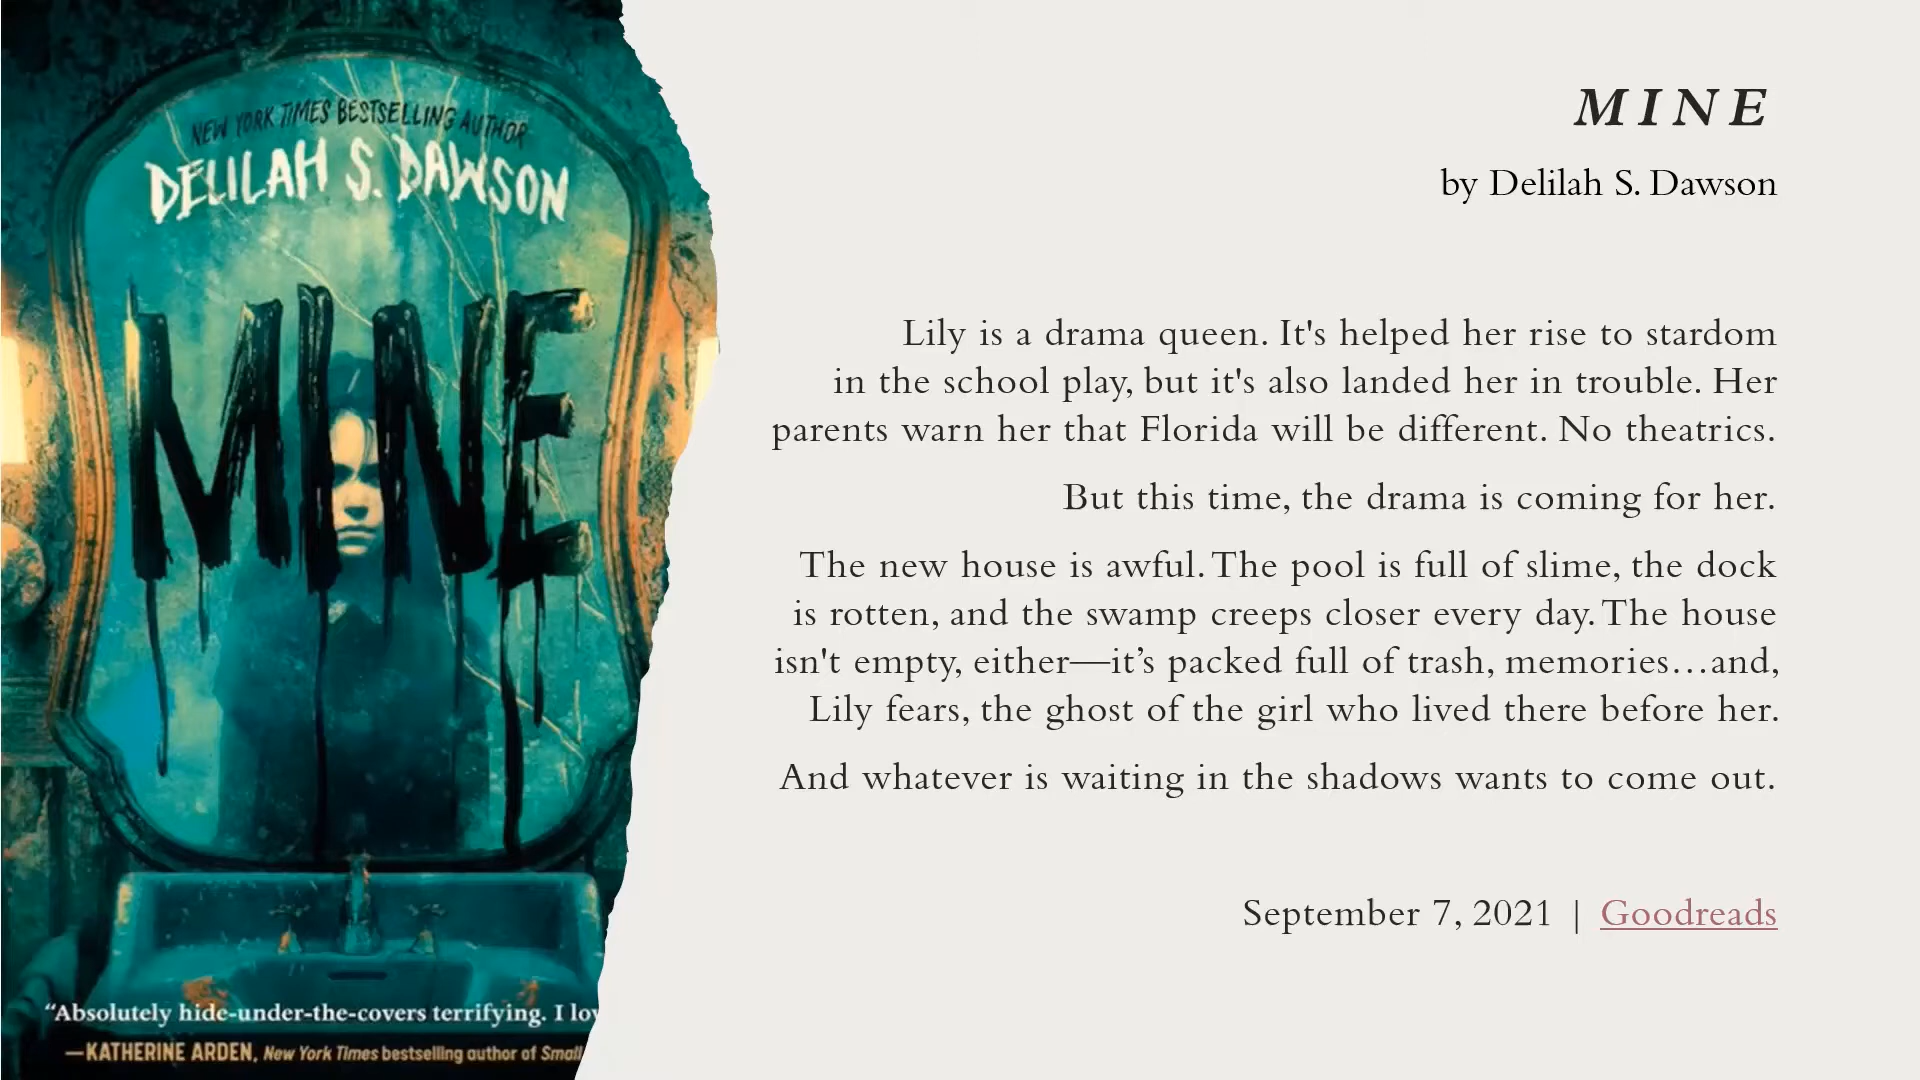 NEW YORK TIMES BESTSELLING AUTHOR
DELILAH S. DAWSON
MINE
“Absolutely hide-under-the-covers terrifying. I lov
—KATHERINE ARDEN, New York Times bestselling author of Small
MINE
by Delilah S. Dawson
Lily is a drama queen. It's helped her rise to stardom
in the school play, but it's also landed her in trouble. Her
parents warn her that Florida will be different. No theatrics.
But this time, the drama is coming for her.
The new house is awful. The pool is full of slime, the dock
is rotten, and the swamp creeps closer every day. The house
isn't empty, either—it’s packed full of trash, memories…and,
Lily fears, the ghost of the girl who lived there before her.
And whatever is waiting in the shadows wants to come out.
September 7, 2021 | Goodreads